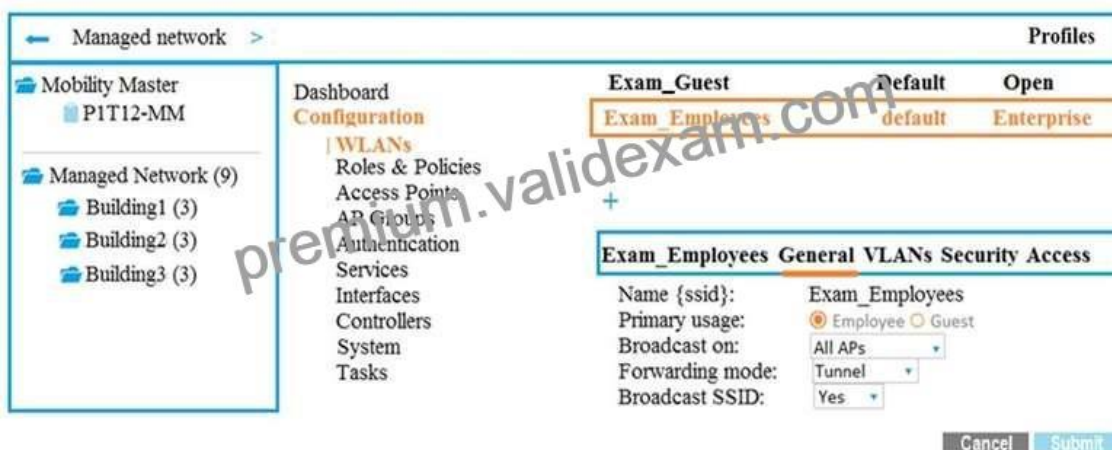 Managed network >
Profiles
Mobility Master
P1T12-MM
Managed Network (9)
Building1 (3)
Building2 (3)
Building3 (3)
Dashboard
Configuration
WLANs
Roles & Policies
Access Points
AP Groups
Authentication
Services
Interfaces
Controllers
System
Tasks
Exam_Guest Default Open
Exam_Employees default Enterprise
+
Exam_Employees General VLANs Security Access
Name {ssid}: Exam_Employees
Primary usage: Employee Guest
Broadcast on: All APs
Forwarding mode: Tunnel
Broadcast SSID: Yes
Cancel Submit
premium.validexam.com